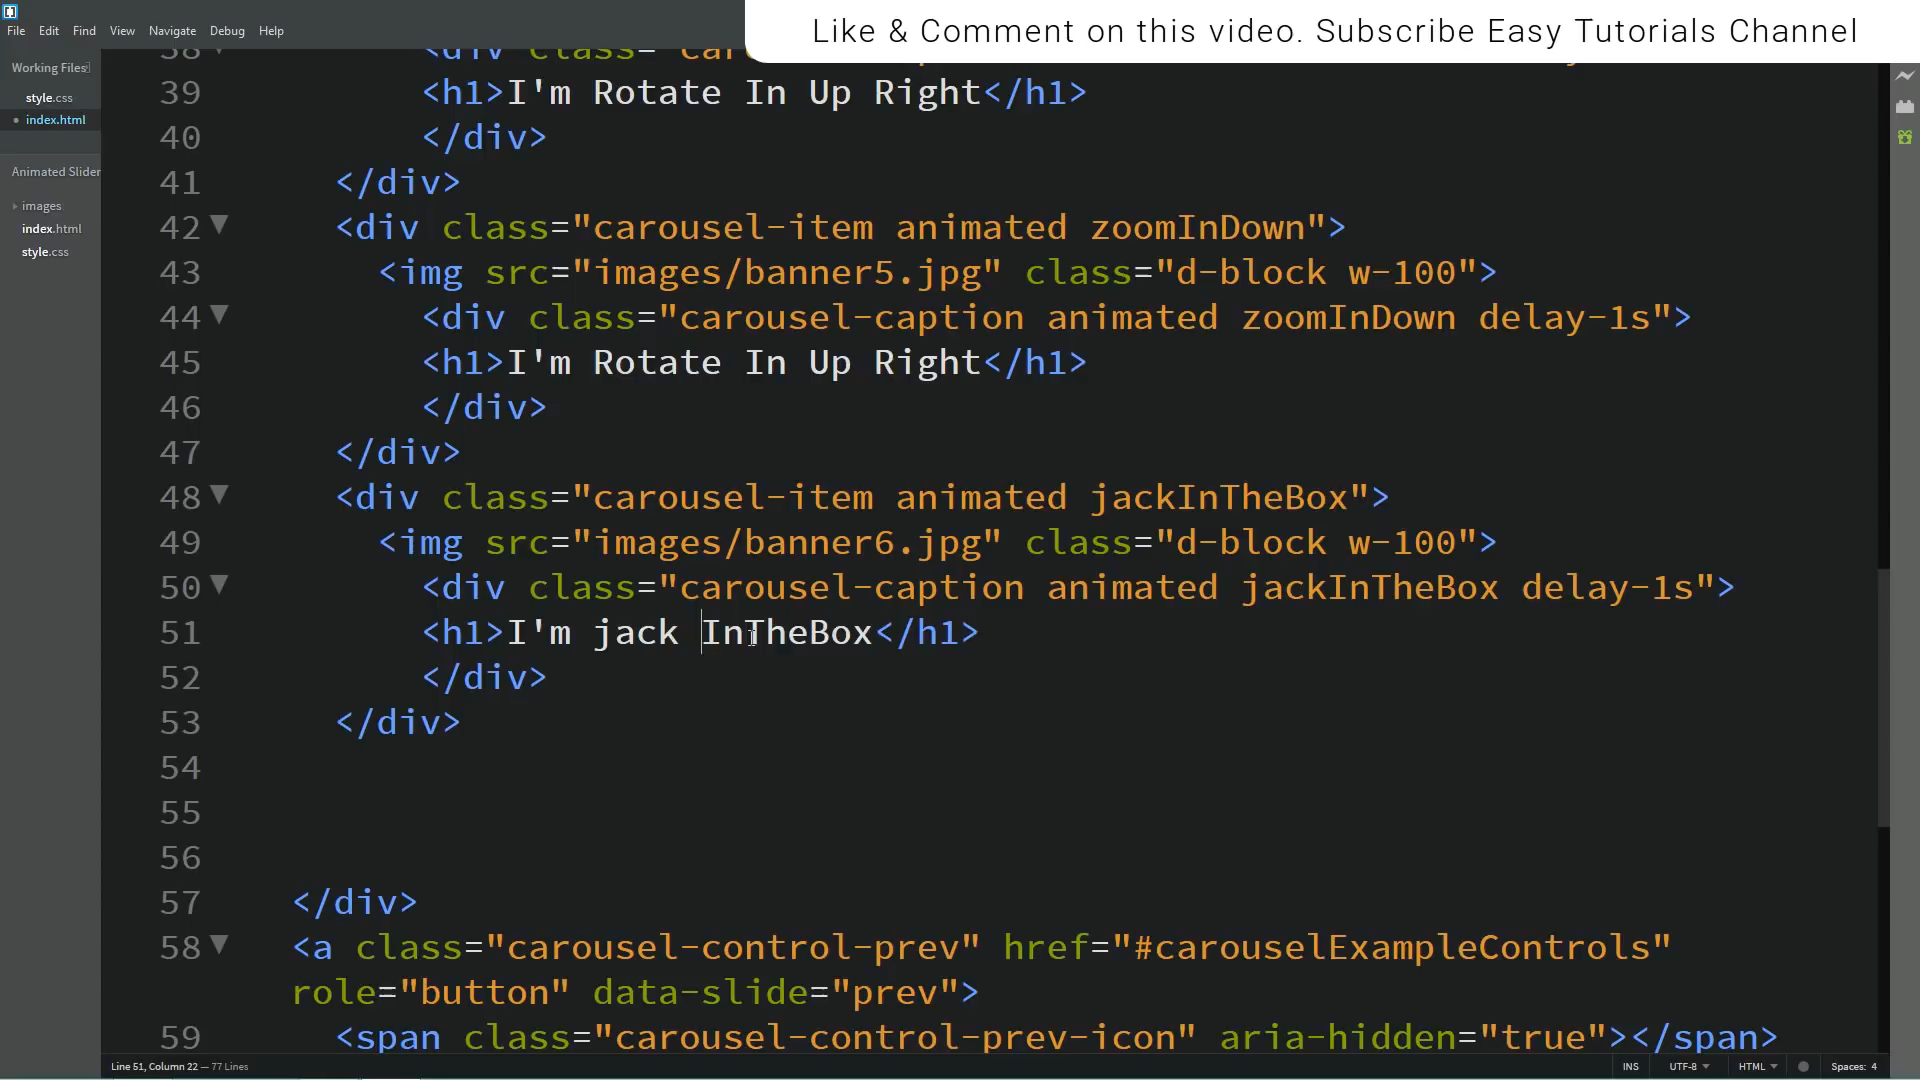 Like & Comment on this video. Subscribe Easy Tutorials Channel
File Edit Find View Navigate Debug Help
Working Files
style.css
• index.html
Animated Slider
images
index.html
style.css
38
39 <h1>I'm Rotate In Up Right</h1>
40 </div>
41 </div>
42 <div class="carousel-item animated zoomInDown">
43 <img src="images/banner5.jpg" class="d-block w-100">
44 <div class="carousel-caption animated zoomInDown delay-1s">
45 <h1>I'm Rotate In Up Right</h1>
46 </div>
47 </div>
48 <div class="carousel-item animated jackInTheBox">
49 <img src="images/banner6.jpg" class="d-block w-100">
50 <div class="carousel-caption animated jackInTheBox delay-1s">
51 <h1>I'm jack InTheBox</h1>
52 </div>
53 </div>
54
55
56
57 </div>
58 <a class="carousel-control-prev" href="#carouselExampleControls"
role="button" data-slide="prev">
59 <span class="carousel-control-prev-icon" aria-hidden="true"></span>
Line 51, Column 22 — 77 Lines
INS UTF-8 HTML Spaces: 4